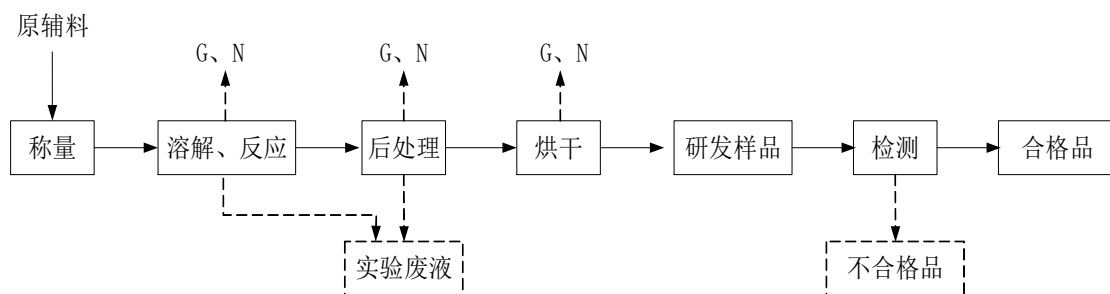 原辅料
G、N
G、N
G、N
称量
溶解、反应
后处理
烘干
研发样品
检测
合格品
实验废液
不合格品